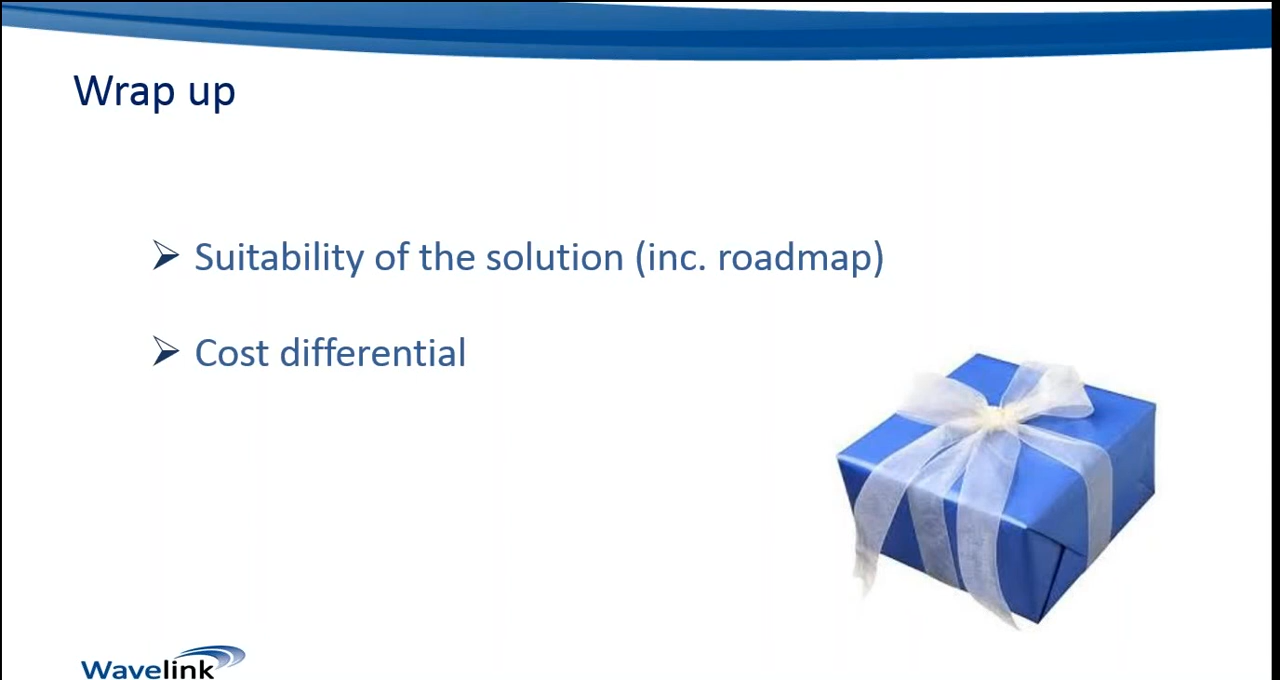 Wrap up
Suitability of the solution (inc. roadmap)
Cost differential
Wavelink